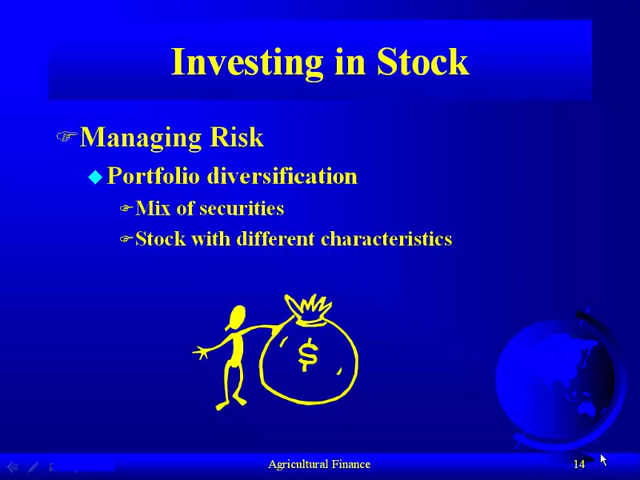 Investing in Stock
Managing Risk
Portfolio diversification
Mix of securities
Stock with different characteristics
$
Agricultural Finance
14